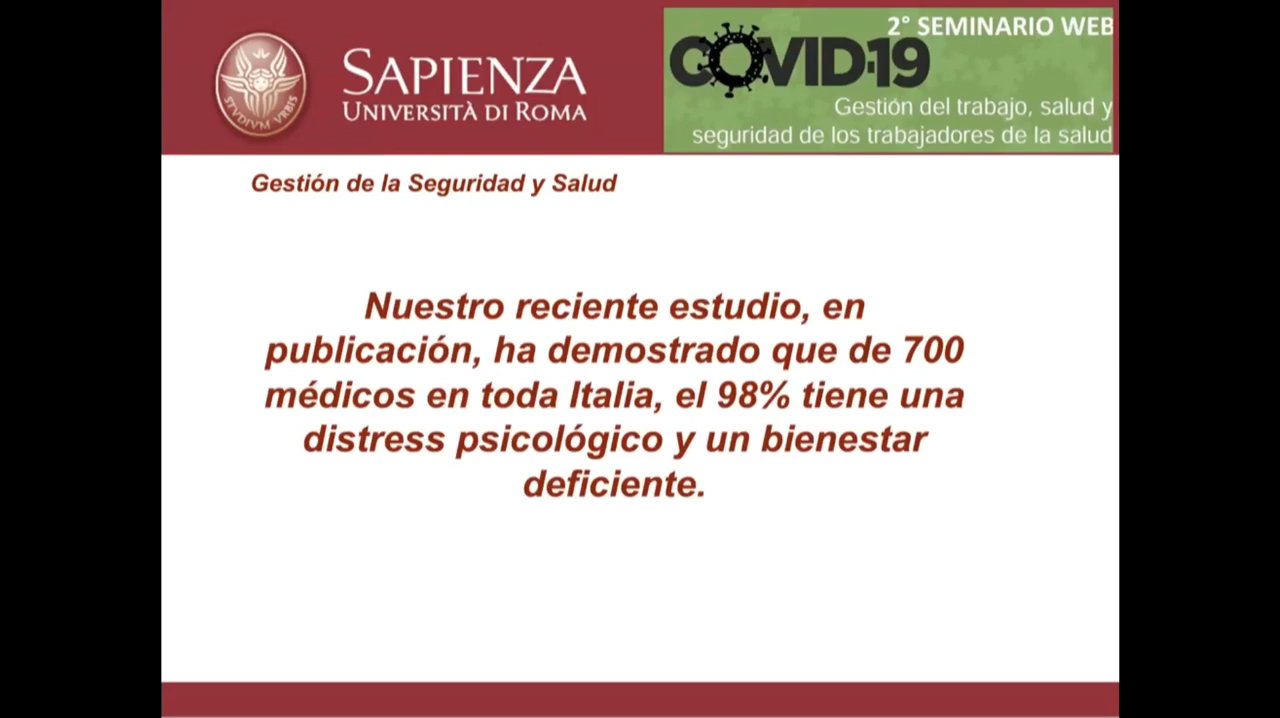 SAPIENZA
UNIVERSITÀ DI ROMA
STVDIVM VRBIS
2° SEMINARIO WEB
COVID-19
Gestión del trabajo, salud y
seguridad de los trabajadores de la salud
Gestión de la Seguridad y Salud
Nuestro reciente estudio, en
publicación, ha demostrado que de 700
médicos en toda Italia, el 98% tiene una
distress psicológico y un bienestar
deficiente.